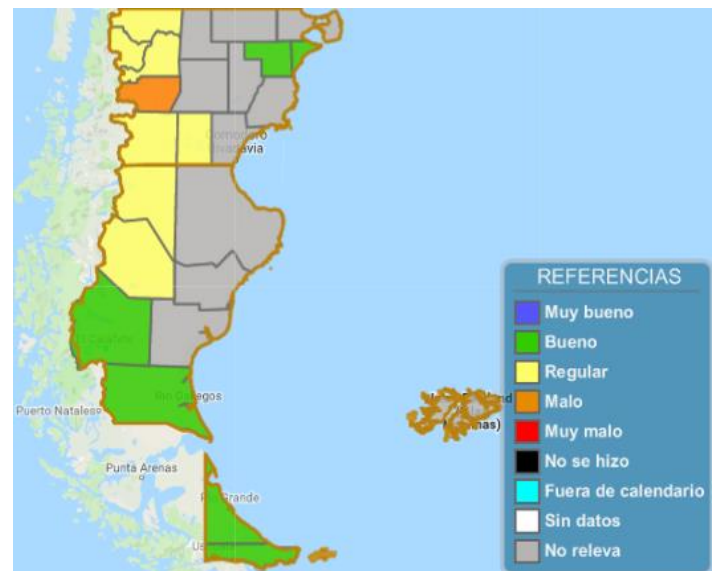 Comodoro
Rivadavia
Río Gallegos
Puerto Natales
Punta Arenas
Río Grande
REFERENCIAS
Muy bueno
Bueno
Regular
Malo
Muy malo
No se hizo
Fuera de calendario
Sin datos
No releva